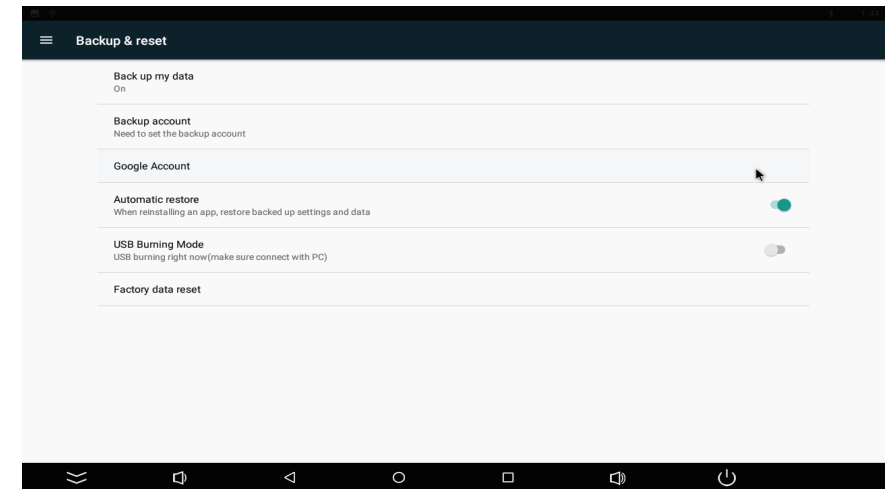 Backup & reset
Back up my data
On
Backup account
Need to set the backup account
Google Account
Automatic restore
When reinstalling an app, restore backed up settings and data
USB Burning Mode
USB burning right now(make sure connect with PC)
Factory data reset